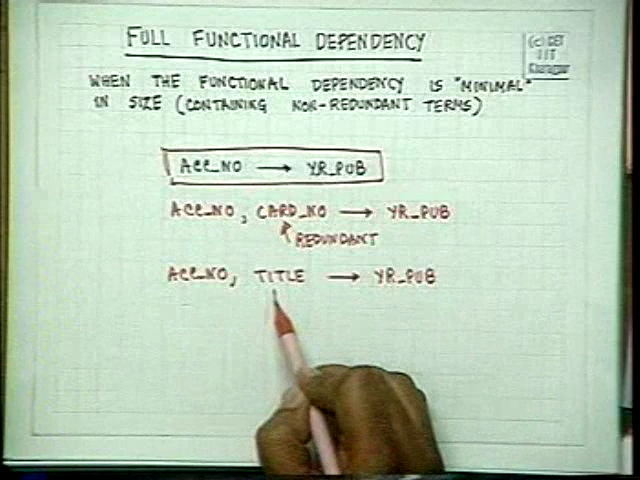 FULL FUNCTIONAL DEPENDENCY
(C) CET
I I T
WHEN THE FUNCTIONAL DEPENDENCY IS "MINIMAL"
IN SIZE (CONTAINING NON-REDUNDANT TERMS)
ACC_NO → YR_PUB
ACC_NO, CARD_NO → YR_PUB
REDUNDANT
ACC_NO, TITLE → YR_PUB